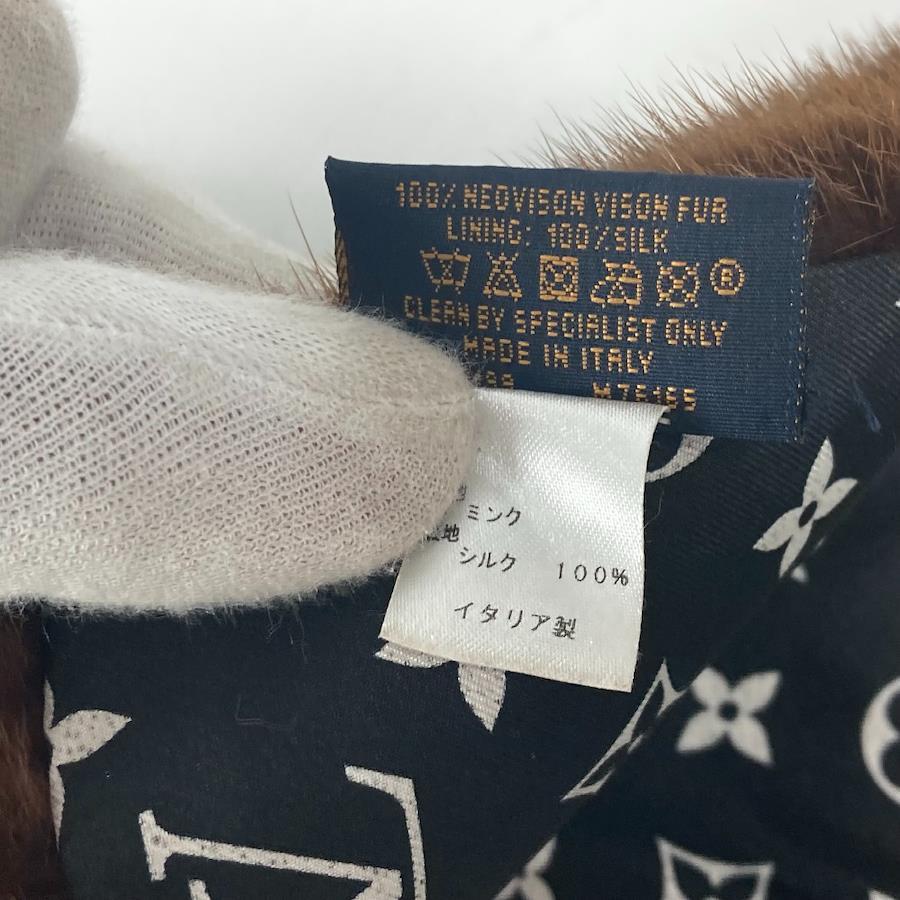 100% NEOVISON VISON FUR
LINING: 100% SILK
CLEAN BY SPECIALIST ONLY
MADE IN ITALY
M75165
ミンク
シルク 100%
イタリア製